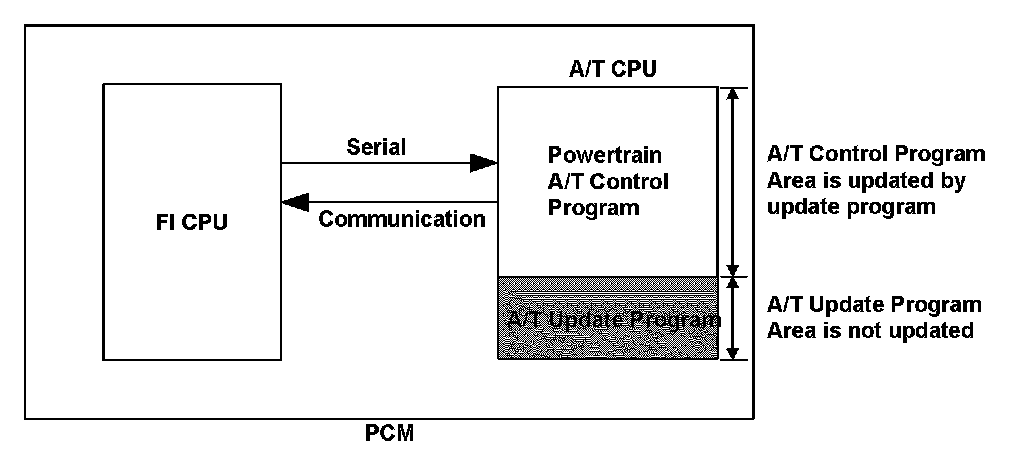 A/T CPU
Serial
Communication
FI CPU
Powertrain
A/T Control
Program
A/T Update Program
A/T Control Program
Area is updated by
update program
A/T Update Program
Area is not updated
PCM